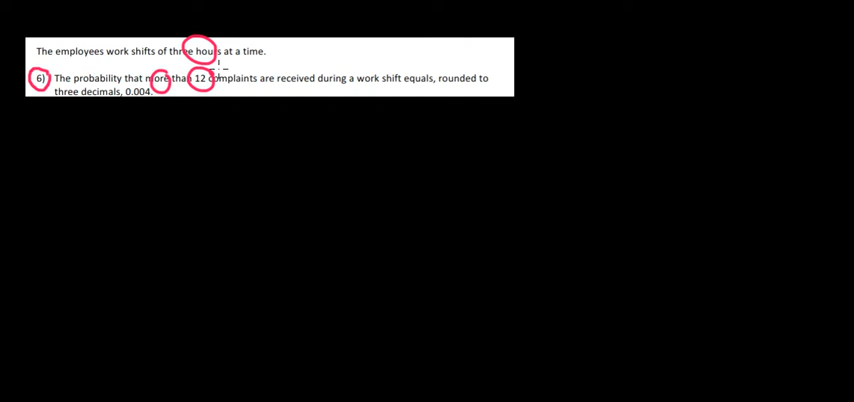 The employees work shifts of three hours at a time.
6) The probability that more than 12 complaints are received during a work shift equals, rounded to
three decimals, 0.004.